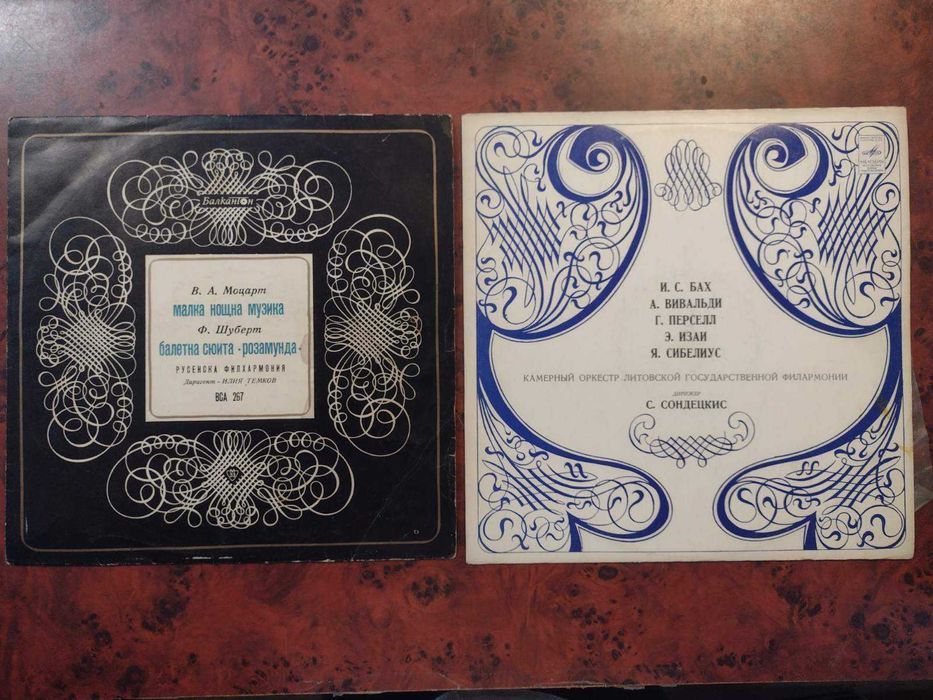 Балкантон
В. А. Моцарт
МАЛКА НОЩНА МУЗИКА
Ф. Шуберт
БАЛЕТНА СЮИТА «РОЗАМУНДА»
РУСЕНСКА ФИЛХАРМОНИЯ
Диригент - ИЛИЯ ТЕМКОВ
ВСА 267
МЕЛОДИЯ
И. С. БАХ
А. ВИВАЛЬДИ
Г. ПЕРСЕЛЛ
Э. ИЗАИ
Я. СИБЕЛИУС
КАМЕРНЫЙ ОРКЕСТР ЛИТОВСКОЙ ГОСУДАРСТВЕННОЙ ФИЛАРМОНИИ
ДИРИЖЕР
С. СОНДЕЦКИС